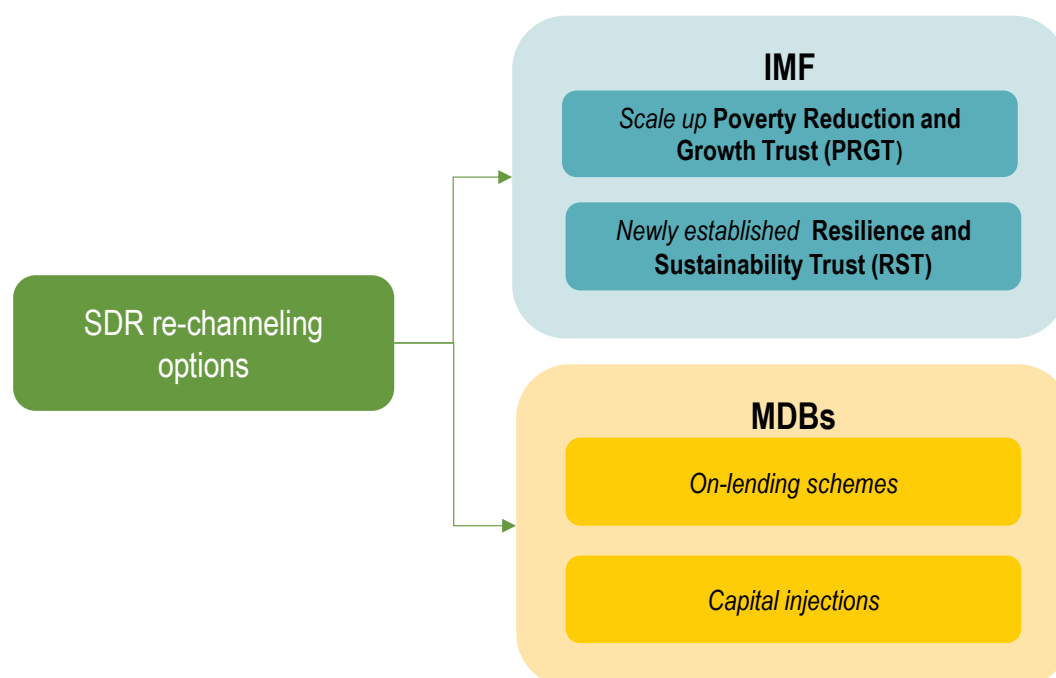 IMF
Scale up Poverty Reduction and
Growth Trust (PRGT)
Newly established Resilience and
Sustainability Trust (RST)
SDR re-channeling
options
MDBs
On-lending schemes
Capital injections